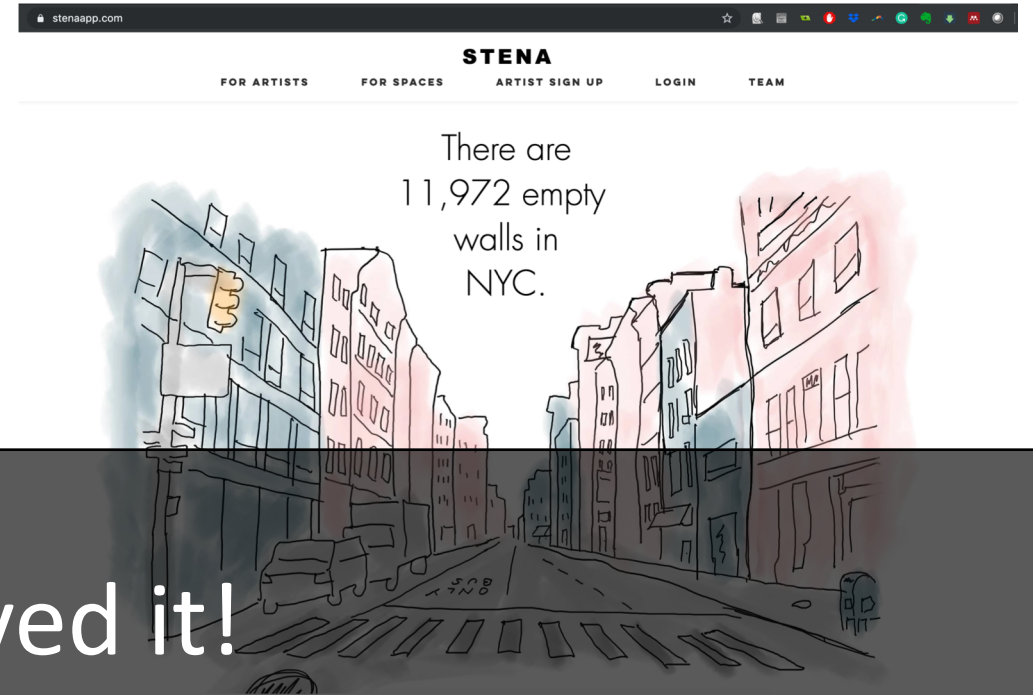 stenaapp.com
STENA
FOR ARTISTS FOR SPACES ARTIST SIGN UP LOGIN TEAM
There are
11,972 empty
walls in
NYC.
BUS
ONLY
ved it!